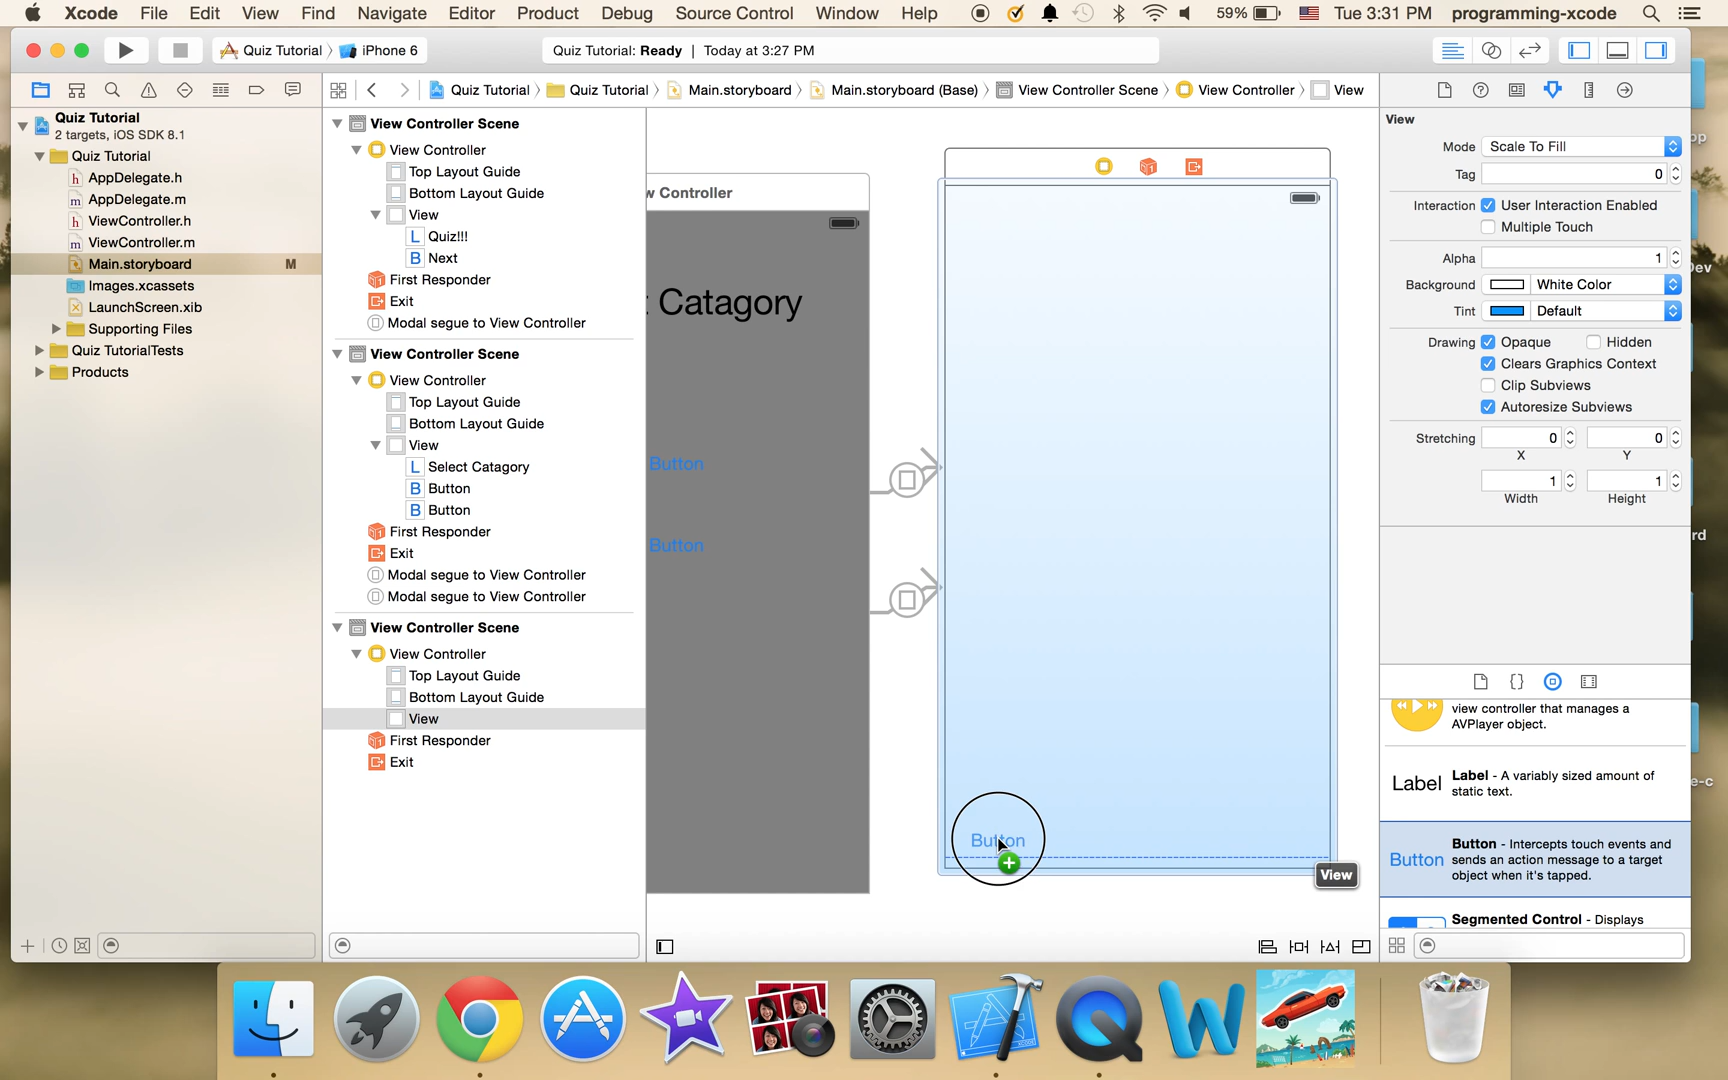 Xcode File Edit View Find Navigate Editor Product Debug Source Control Window Help 59% Tue 3:31 PM programming-xcode
Quiz Tutorial iPhone 6 Quiz Tutorial: Ready | Today at 3:27 PM
Quiz Tutorial Quiz Tutorial Main.storyboard Main.storyboard (Base) View Controller Scene View Controller View
Quiz Tutorial
2 targets, iOS SDK 8.1
Quiz Tutorial
h AppDelegate.h
m AppDelegate.m
h ViewController.h
m ViewController.m
Main.storyboard M
Images.xcassets
LaunchScreen.xib
Supporting Files
Quiz TutorialTests
Products
View Controller Scene
View Controller
Top Layout Guide
Bottom Layout Guide
View
L Quiz!!!
B Next
First Responder
Exit
Modal segue to View Controller
View Controller Scene
View Controller
Top Layout Guide
Bottom Layout Guide
View
L Select Catagory
B Button
B Button
First Responder
Exit
Modal segue to View Controller
Modal segue to View Controller
View Controller Scene
View Controller
Top Layout Guide
Bottom Layout Guide
View
First Responder
Exit
w Controller
t Catagory
Button
Button
Button
View
View
Mode Scale To Fill
Tag 0
Interaction User Interaction Enabled
Multiple Touch
Alpha 1
Background White Color
Tint Default
Drawing Opaque Hidden
Clears Graphics Context
Clip Subviews
Autoresize Subviews
Stretching 0 0
X Y
1 1
Width Height
view controller that manages a
AVPlayer object.
Label Label - A variably sized amount of
static text.
Button Button - Intercepts touch events and
sends an action message to a target
object when it's tapped.
Segmented Control - Displays
op
Dev
rd
e-c